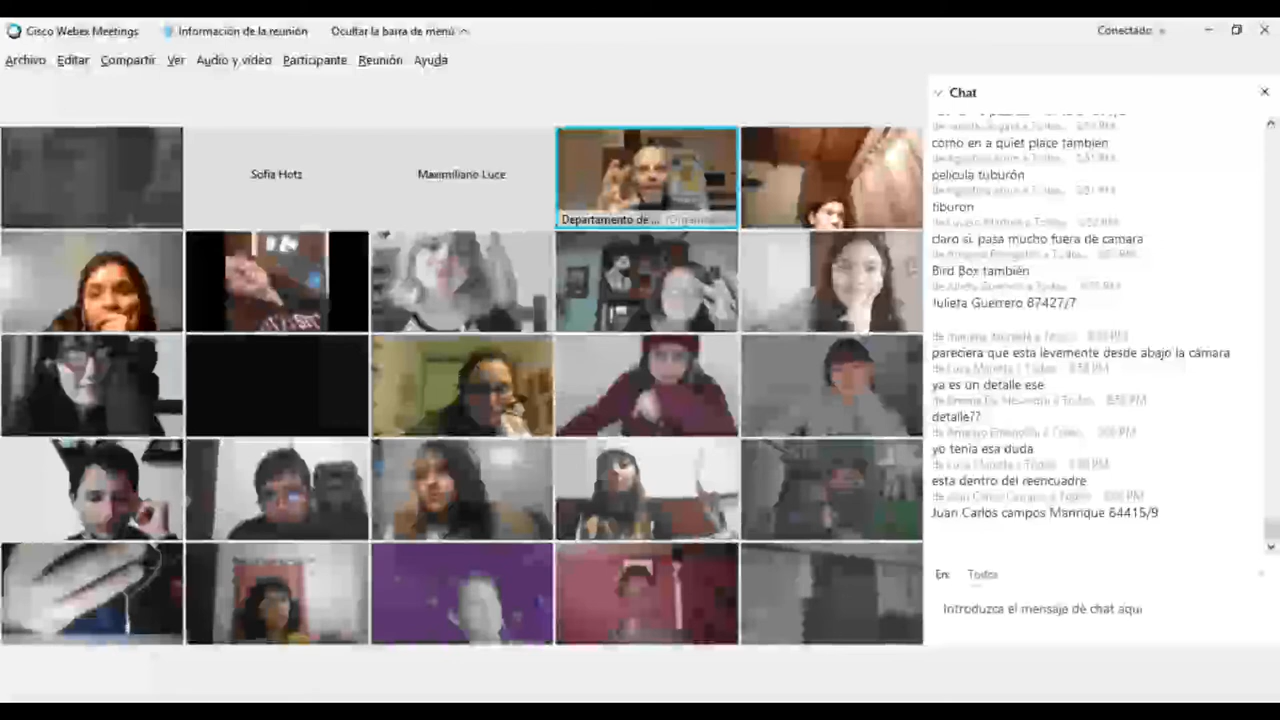 Cisco Webex Meetings
Información de la reunión
Ocultar la barra de menú
Conectado
Archivo Editar Compartir Ver Audio y vídeo Participante Reunión Ayuda
Chat
como en a quiet place tambien
pelicula tuburón
tiburon
claro si, pasa mucho fuera de camara
Bird Box también
Julieta Guerrero 87427/7
pareciera que esta levemente desde abajo la cámara
ya es un detalle ese
detalle??
yo tenia esa duda
esta dentro del reencuadre
Juan Carlos campos Manrique 64415/9
En: Todos
Introduzca el mensaje de chat aquí
Sofia Hotz
Maximiliano Luce
Departamento de ...